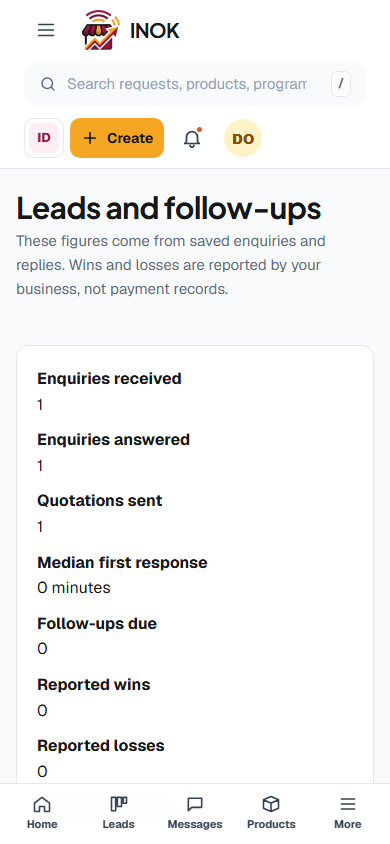 INOK
Search requests, products, program
/
ID
+ Create
DO
Leads and follow-ups
These figures come from saved enquiries and
replies. Wins and losses are reported by your
business, not payment records.
Enquiries received
1
Enquiries answered
1
Quotations sent
1
Median first response
0 minutes
Follow-ups due
0
Reported wins
0
Reported losses
0
Home
Leads
Messages
Products
More